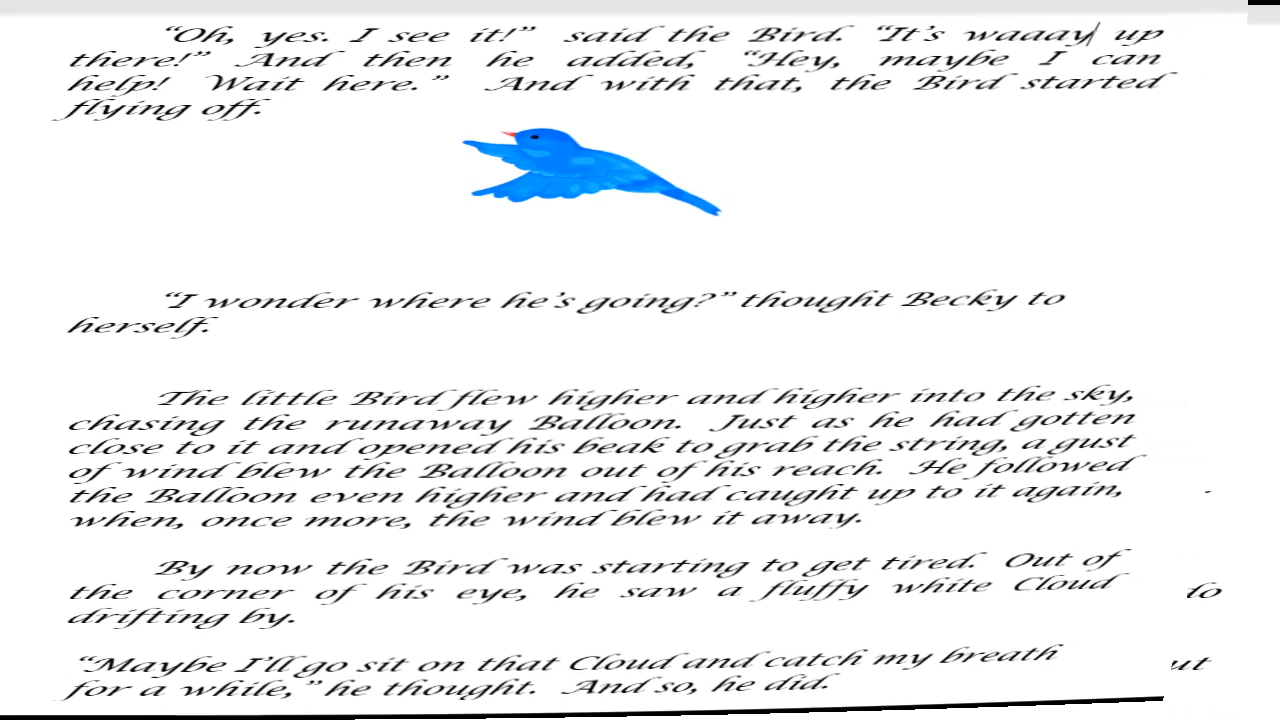 “Oh, yes. I see it!” said the Bird. “It’s waaay up
there!” And then he added, “Hey, maybe I can
help! Wait here.” And with that, the Bird started
flying off.
“I wonder where he’s going?” thought Becky to
herself.
The little Bird flew higher and higher into the sky,
chasing the runaway Balloon. Just as he had gotten
close to it and opened his beak to grab the string, a gust
of wind blew the Balloon out of his reach. He followed
the Balloon even higher and had caught up to it again,
when, once more, the wind blew it away.
By now the Bird was starting to get tired. Out of
the corner of his eye, he saw a fluffy white Cloud
drifting by.
“Maybe I’ll go sit on that Cloud and catch my breath
for a while,” he thought. And so, he did.